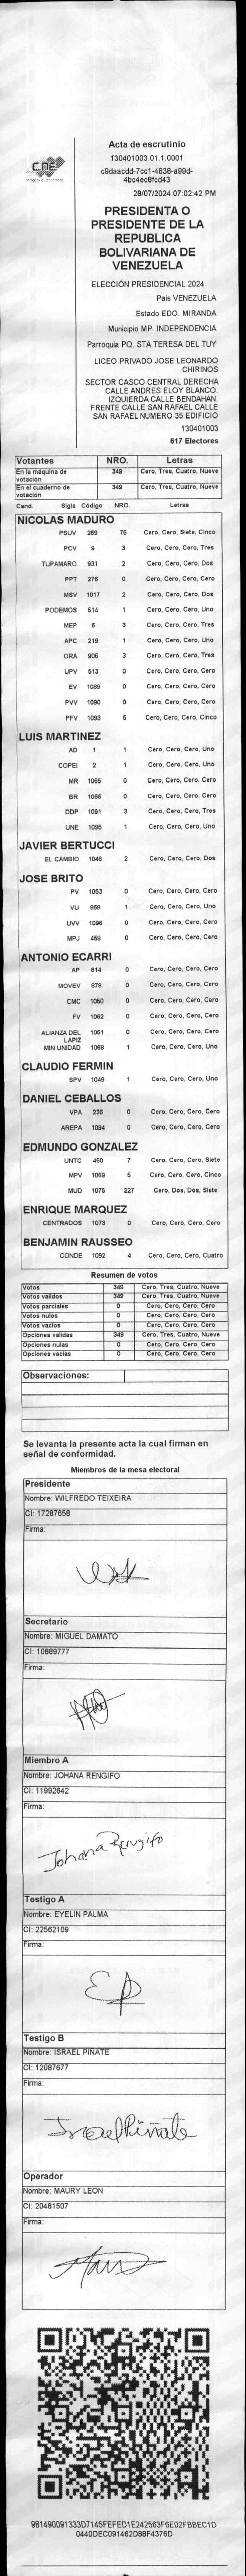 CNE
Acta de escrutinio
130401003.01.1.0001
c9daacdd-7cc1-4838-a99d-
4bc4ec8fcd43
28/07/2024 07:02:42 PM
PRESIDENTA O
PRESIDENTE DE LA
REPUBLICA
BOLIVARIANA DE
VENEZUELA
ELECCIÓN PRESIDENCIAL 2024
Pais VENEZUELA
Estado EDO. MIRANDA
Municipio MP. INDEPENDENCIA
Parroquia PQ. STA TERESA DEL TUY
LICEO PRIVADO JOSE LEONARDO
CHIRINOS
SECTOR CASCO CENTRAL DERECHA
CALLE ANDRES ELOY BLANCO.
IZQUIERDA CALLE BENDAHAN.
FRENTE CALLE SAN RAFAEL CALLE
SAN RAFAEL NUMERO 35 EDIFICIO
130401003
617 Electores
Votantes NRO. Letras
En la máquina de votación 349 Cero, Tres, Cuatro, Nueve
En el cuaderno de votación 349 Cero, Tres, Cuatro, Nueve
Cand. Sigla Código NRO. Letras
NICOLAS MADURO
PSUV 269 75 Cero, Cero, Siete, Cinco
PCV 9 3 Cero, Cero, Cero, Tres
TUPAMARO 931 2 Cero, Cero, Cero, Dos
PPT 276 0 Cero, Cero, Cero, Cero
MSV 1017 2 Cero, Cero, Cero, Dos
PODEMOS 514 1 Cero, Cero, Cero, Uno
MEP 6 3 Cero, Cero, Cero, Tres
APC 219 1 Cero, Cero, Cero, Uno
ORA 906 3 Cero, Cero, Cero, Tres
UPV 513 0 Cero, Cero, Cero, Cero
EV 1089 0 Cero, Cero, Cero, Cero
PVV 1090 0 Cero, Cero, Cero, Cero
PFV 1093 5 Cero, Cero, Cero, Cinco
LUIS MARTINEZ
AD 1 1 Cero, Cero, Cero, Uno
COPEI 2 1 Cero, Cero, Cero, Uno
MR 1065 0 Cero, Cero, Cero, Cero
BR 1066 0 Cero, Cero, Cero, Cero
DDP 1091 3 Cero, Cero, Cero, Tres
UNE 1095 1 Cero, Cero, Cero, Uno
JAVIER BERTUCCI
EL CAMBIO 1048 2 Cero, Cero, Cero, Dos
JOSE BRITO
PV 1053 0 Cero, Cero, Cero, Cero
VU 868 1 Cero, Cero, Cero, Uno
UVV 1096 0 Cero, Cero, Cero, Cero
MPJ 458 0 Cero, Cero, Cero, Cero
ANTONIO ECARRI
AP 914 0 Cero, Cero, Cero, Cero
MOVEV 878 0 Cero, Cero, Cero, Cero
CMC 1050 0 Cero, Cero, Cero, Cero
FV 1062 0 Cero, Cero, Cero, Cero
ALIANZA DEL LAPIZ 1051 0 Cero, Cero, Cero, Cero
MIN UNIDAD 1068 1 Cero, Cero, Cero, Uno
CLAUDIO FERMIN
SPV 1049 1 Cero, Cero, Cero, Uno
DANIEL CEBALLOS
VPA 236 0 Cero, Cero, Cero, Cero
AREPA 1094 0 Cero, Cero, Cero, Cero
EDMUNDO GONZALEZ
UNTC 460 7 Cero, Cero, Cero, Siete
MPV 1069 5 Cero, Cero, Cero, Cinco
MUD 1075 227 Cero, Dos, Dos, Siete
ENRIQUE MARQUEZ
CENTRADOS 1073 0 Cero, Cero, Cero, Cero
BENJAMIN RAUSSEO
CONDE 1092 4 Cero, Cero, Cero, Cuatro
Resumen de votos
Votos 349 Cero, Tres, Cuatro, Nueve
Votos validos 349 Cero, Tres, Cuatro, Nueve
Votos parciales 0 Cero, Cero, Cero, Cero
Votos nulos 0 Cero, Cero, Cero, Cero
Votos vacios 0 Cero, Cero, Cero, Cero
Opciones validas 349 Cero, Tres, Cuatro, Nueve
Opciones nulas 0 Cero, Cero, Cero, Cero
Opciones vacias 0 Cero, Cero, Cero, Cero
Observaciones:
Se levanta la presente acta la cual firman en
señal de conformidad.
Miembros de la mesa electoral
Presidente
Nombre: WILFREDO TEIXEIRA
CI: 17287658
Firma:
Secretario
Nombre: MIGUEL DAMATO
CI: 10889777
Firma:
Miembro A
Nombre: JOHANA RENGIFO
CI: 11992642
Firma:
Johana Rengifo
Testigo A
Nombre: EYELIN PALMA
CI: 22562109
Firma:
EP
Testigo B
Nombre: ISRAEL PIÑATE
CI: 12087677
Firma:
Israel Piñate
Operador
Nombre: MAURY LEON
CI: 20481507
Firma:
981490091333D7145FEFED1E242563F6E02FBBEC1D
0440DEC091462D88F4376D